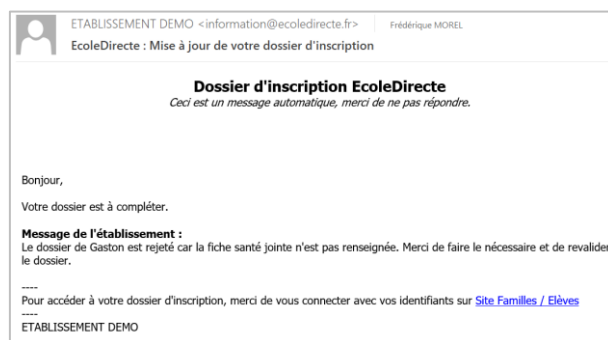 ETABLISSEMENT DEMO <information@ecoledirecte.fr> Frédérique MOREL
EcoleDirecte : Mise à jour de votre dossier d'inscription
Dossier d'inscription EcoleDirecte
Ceci est un message automatique, merci de ne pas répondre.
Bonjour,
Votre dossier est à compléter.
Message de l'établissement :
Le dossier de Gaston est rejeté car la fiche santé jointe n'est pas renseignée. Merci de faire le nécessaire et de revalider
le dossier.
----
Pour accéder à votre dossier d'inscription, merci de vous connecter avec vos identifiants sur Site Familles / Elèves
----
ETABLISSEMENT DEMO